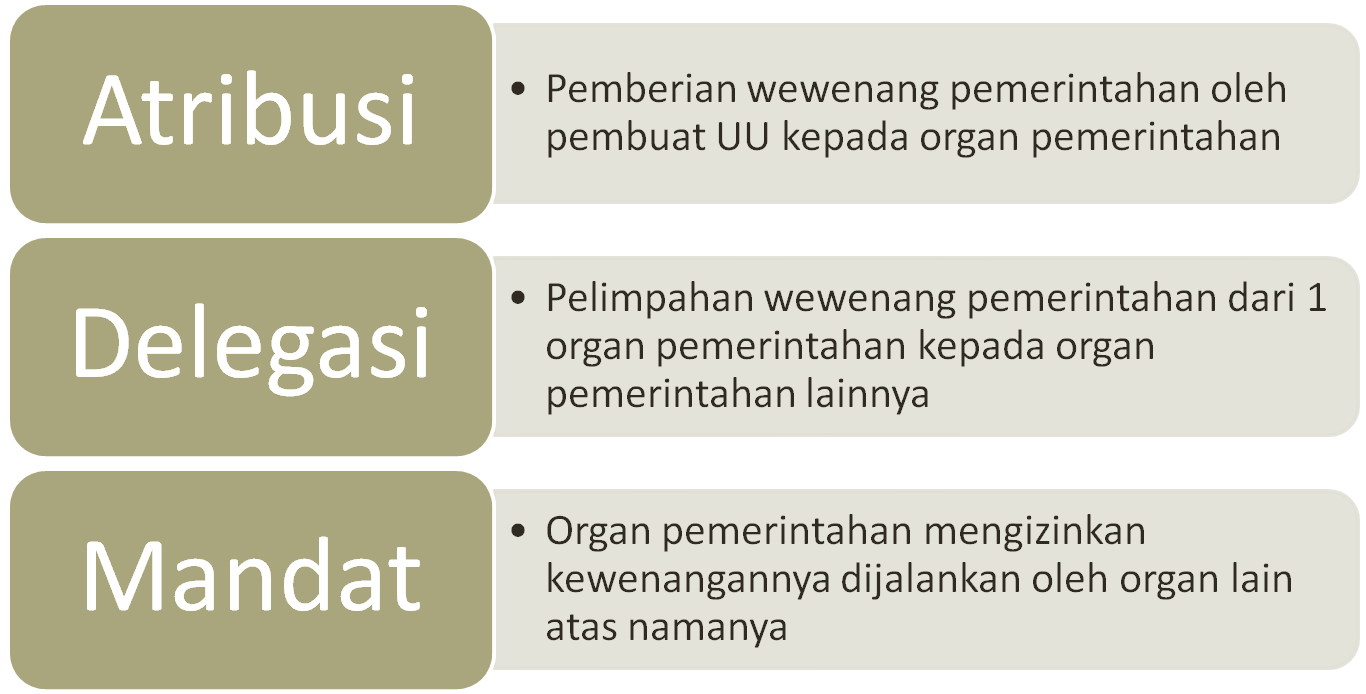 Atribusi
• Pemberian wewenang pemerintahan oleh
pembuat UU kepada organ pemerintahan
Delegasi
• Pelimpahan wewenang pemerintahan dari 1
organ pemerintahan kepada organ
pemerintahan lainnya
Mandat
• Organ pemerintahan mengizinkan
kewenangannya dijalankan oleh organ lain
atas namanya